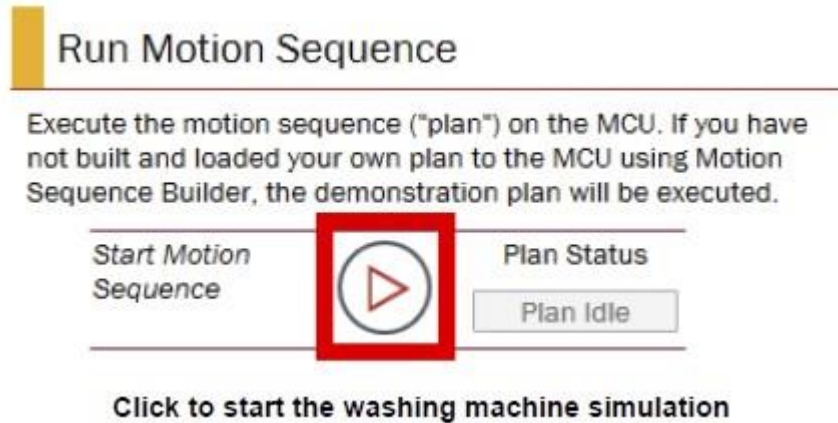 Run Motion Sequence
Execute the motion sequence ("plan") on the MCU. If you have
not built and loaded your own plan to the MCU using Motion
Sequence Builder, the demonstration plan will be executed.
Start Motion
Sequence
Plan Status
Plan Idle
Click to start the washing machine simulation